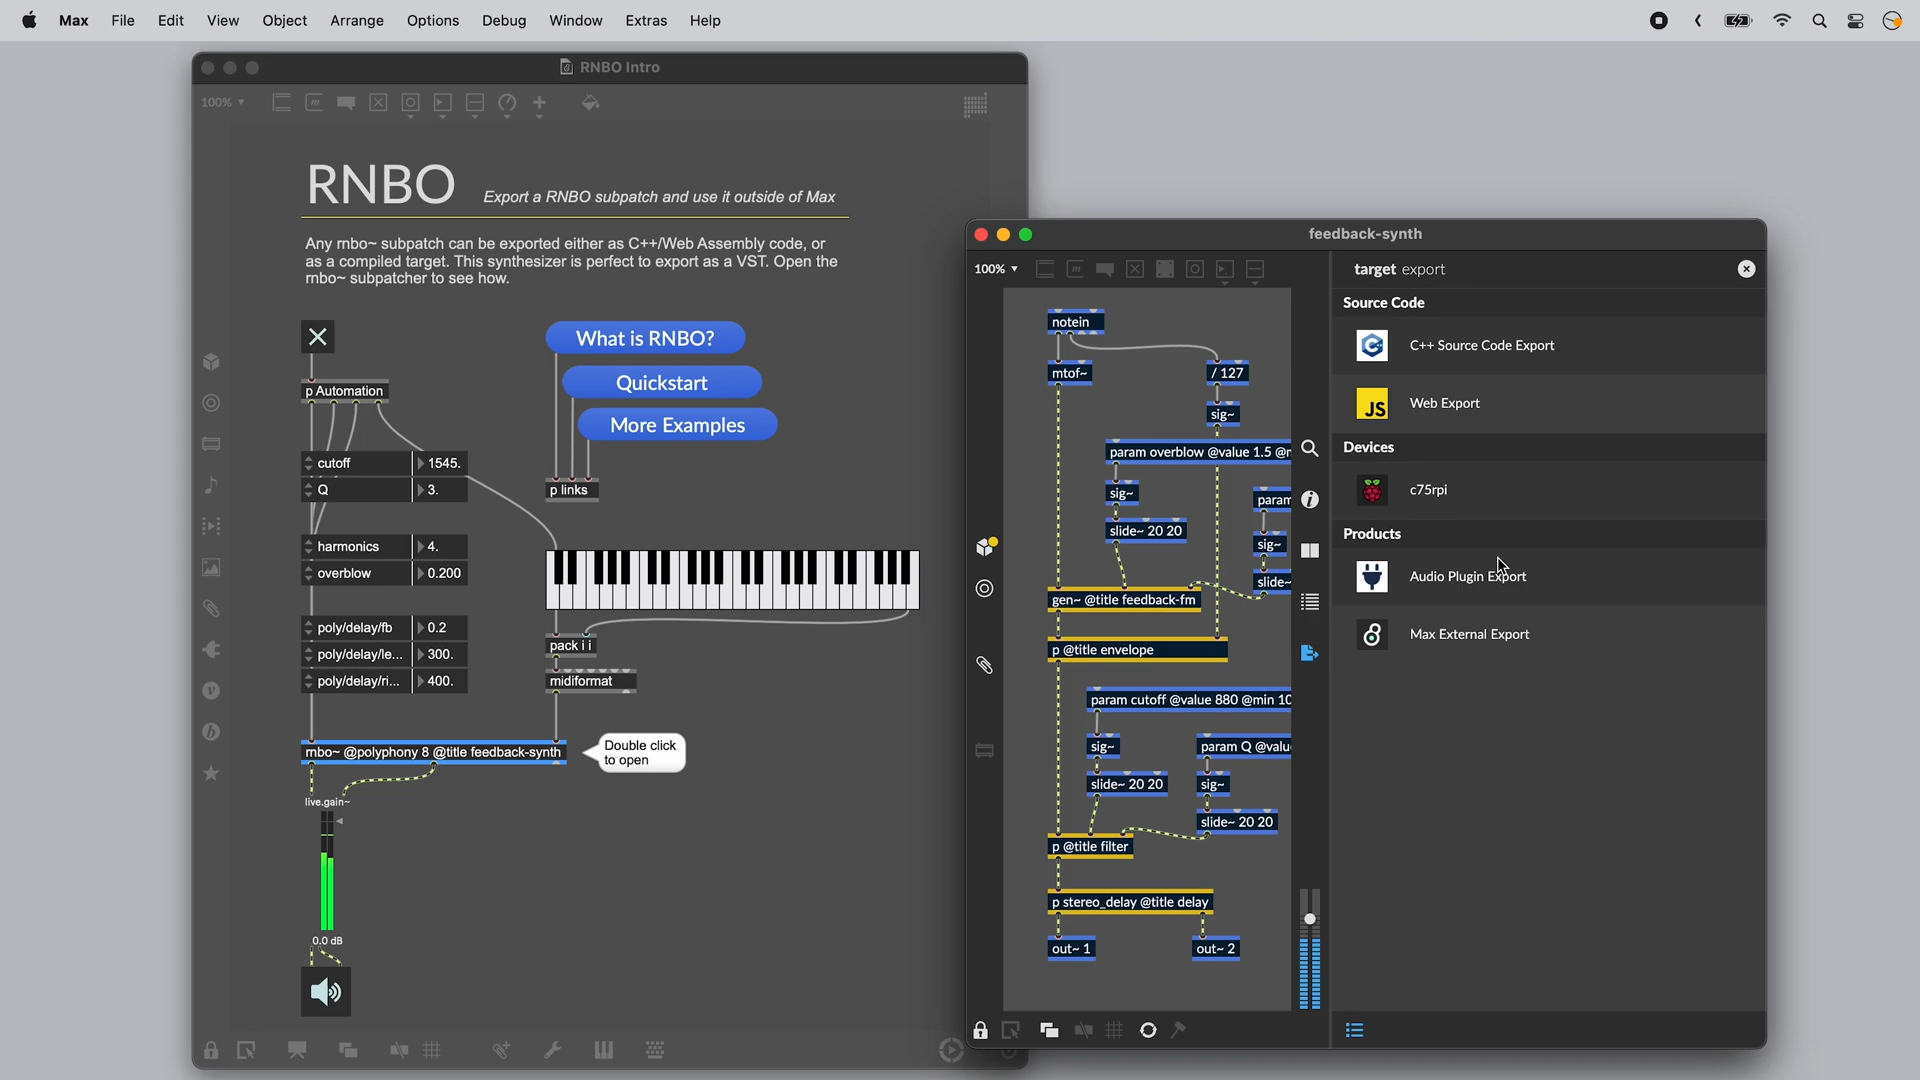 Max File Edit View Object Arrange Options Debug Window Extras Help
RNBO Intro
100%
RNBO Export a RNBO subpatch and use it outside of Max
Any rnbo~ subpatch can be exported either as C++/Web Assembly code, or
as a compiled target. This synthesizer is perfect to export as a VST. Open the
rnbo~ subpatcher to see how.
What is RNBO?
Quickstart
More Examples
p Automation
cutoff 1545.
Q 3.
p links
harmonics 4.
overblow 0.200
poly/delay/fb 0.2
poly/delay/le... 300.
poly/delay/ri... 400.
pack i i
midiformat
rnbo~ @polyphony 8 @title feedback-synth
Double click
to open
live.gain~
0.0 dB
feedback-synth
100%
notein
mtof~
/ 127
sig~
param overblow @value 1.5 @m
sig~
param
slide~ 20 20
sig~
slide~
gen~ @title feedback-fm
p @title envelope
param cutoff @value 880 @min 10
sig~
param Q @valu
slide~ 20 20
sig~
slide~ 20 20
p @title filter
p stereo_delay @title delay
out~ 1
out~ 2
target export
Source Code
C++ Source Code Export
JS Web Export
Devices
c75rpi
Products
Audio Plugin Export
Max External Export